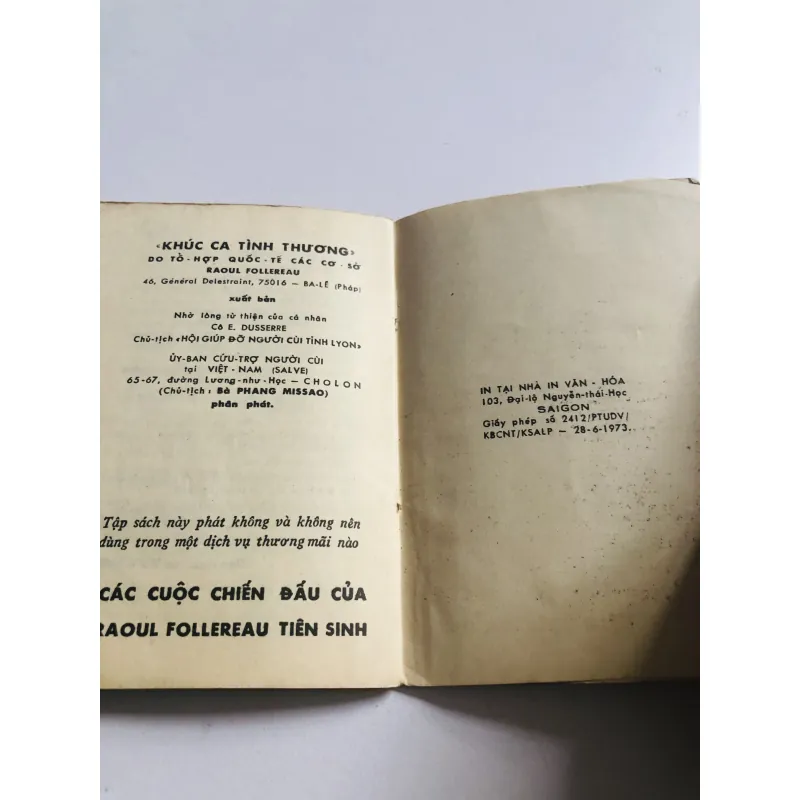 «KHÚC CA TÌNH THƯƠNG»
DO TỔ-HỢP QUỐC-TẾ CÁC CƠ-SỞ
RAOUL FOLLEREAU
46, Général Delestraint, 75016 — BA-LÊ (Pháp)
xuất bản
Nhờ lòng từ thiện của cá nhân
Cô E. DUSSERRE
Chủ-tịch «HỘI GIÚP ĐỠ NGƯỜI CÙI TỈNH LYON»
ỦY-BAN CỨU-TRỢ NGƯỜI CÙI
tại VIỆT-NAM (SALVE)
65-67, đường Lương-như-Học — CHOLON
(Chủ-tịch: Bà PHANG MISSAO)
phân phát.
Tập sách này phát không và không nên
dùng trong một dịch vụ thương mãi nào
CÁC CUỘC CHIẾN ĐẤU CỦA
RAOUL FOLLEREAU TIÊN SINH
IN TẠI NHÀ IN VĂN-HÓA
103, Đại-lộ Nguyễn-thái-Học
SAIGON
Giấy phép số 2412/PTUDV/
KBCNT/KSALP — 28-6-1973.